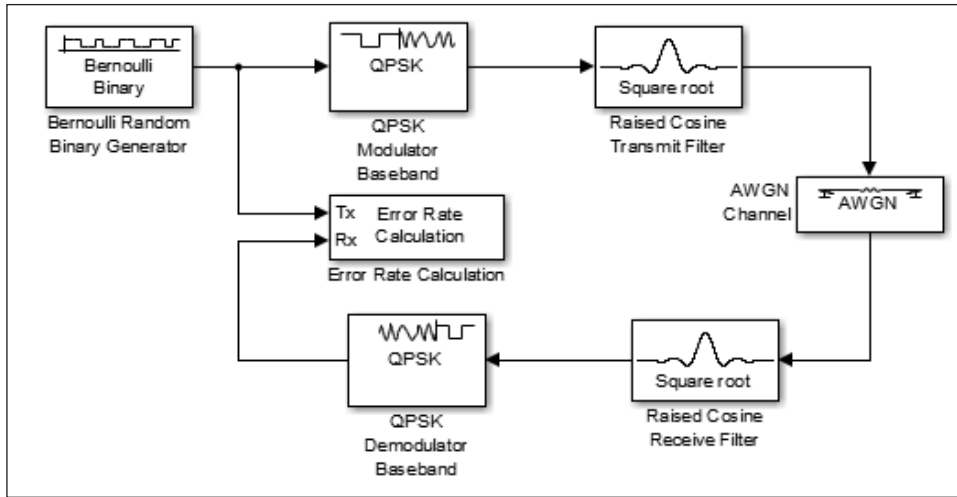 Bernoulli
Binary
Bernoulli Random
Binary Generator
QPSK
QPSK
Modulator
Baseband
Square root
Raised Cosine
Transmit Filter
AWGN
Channel
AWGN
Tx
Rx
Error Rate
Calculation
Error Rate Calculation
QPSK
QPSK
Demodulator
Baseband
Square root
Raised Cosine
Receive Filter